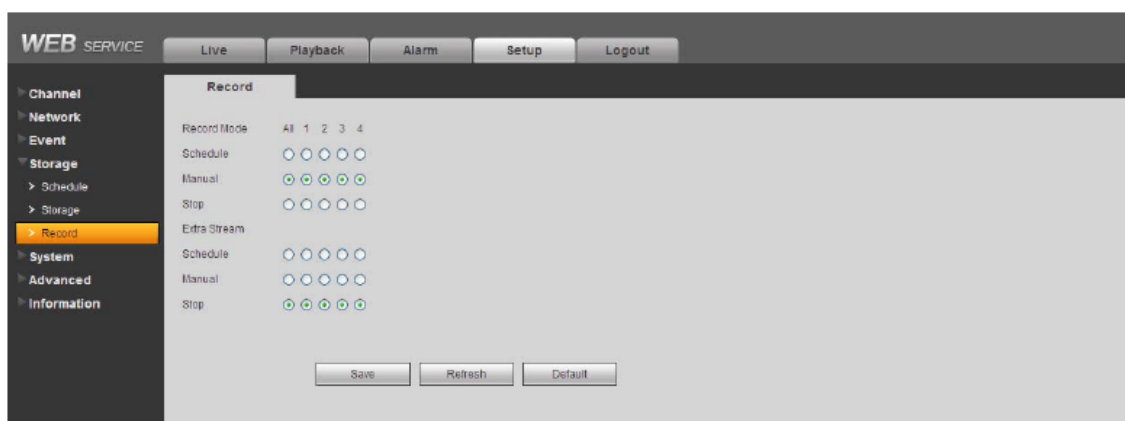 WEB SERVICE
Live Playback Alarm Setup Logout
Channel
Network
Event
Storage
> Schedule
> Storage
> Record
System
Advanced
Information
Record
Record Mode All 1 2 3 4
Schedule
Manual
Stop
Extra Stream
Schedule
Manual
Stop
Save Refresh Default